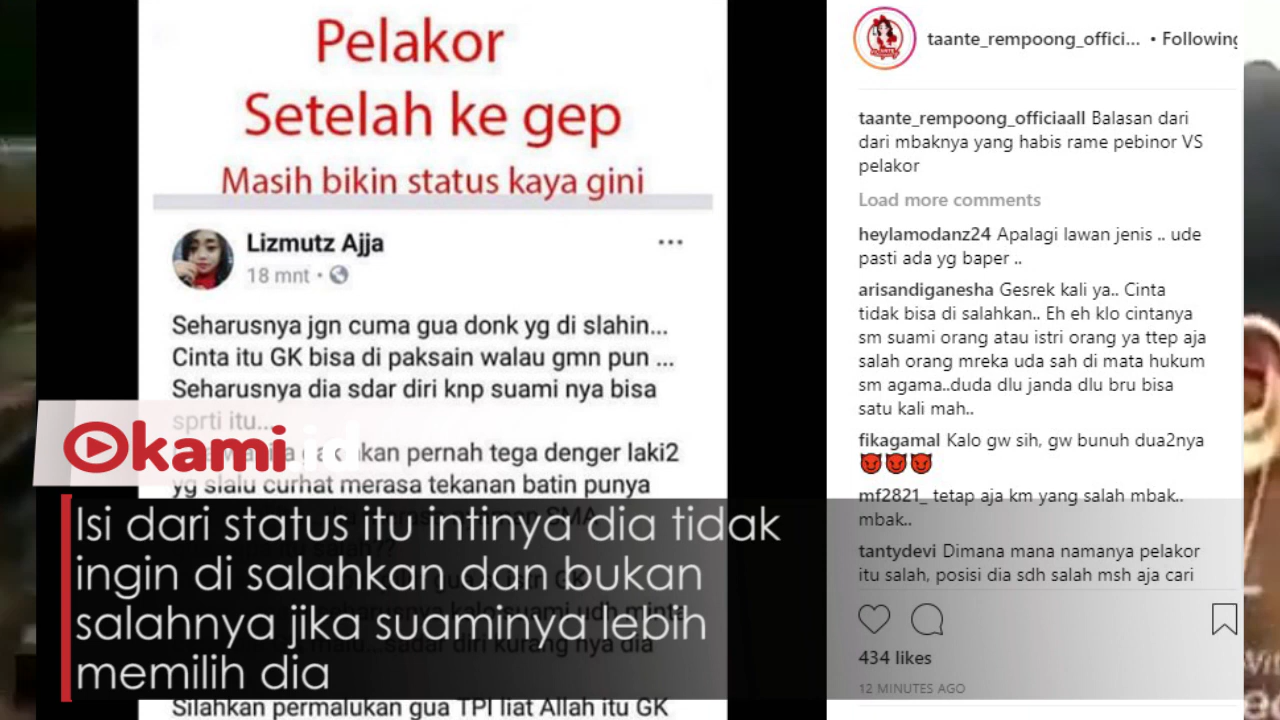 Pelakor
Setelah ke gep
Masih bikin status kaya gini
Lizmutz Ajja
18 mnt
Seharusnya jgn cuma gua donk yg di slahin...
Cinta itu GK bisa di paksain walau gmn pun ...
Seharusnya dia sdar diri knp suami nya bisa
sprti itu...
kan pernah tega denger laki2
yg slalu curhat merasa tekanan batin punya
Silahkan permalukan gua TPI liat Allah itu GK
Okami.id
Isi dari status itu intinya dia tidak
ingin di salahkan dan bukan
salahnya jika suaminya lebih
memilih dia
taante_rempoong_offici... • Following
taante_rempoong_officiaall Balasan dari
dari mbaknya yang habis rame pebinor VS
pelakor
Load more comments
heylamodanz24 Apalagi lawan jenis .. ude
pasti ada yg baper ..
arisandiganesha Gesrek kali ya.. Cinta
tidak bisa di salahkan.. Eh eh klo cintanya
sm suami orang atau istri orang ya ttep aja
salah orang mreka uda sah di mata hukum
sm agama..duda dlu janda dlu bru bisa
satu kali mah..
fikagamal Kalo gw sih, gw bunuh dua2nya
😈😈😈
mf2821_ tetap aja km yang salah mbak..
mbak..
tantydevi Dimana mana namanya pelakor
itu salah, posisi dia sdh salah msh aja cari
434 likes
12 MINUTES AGO